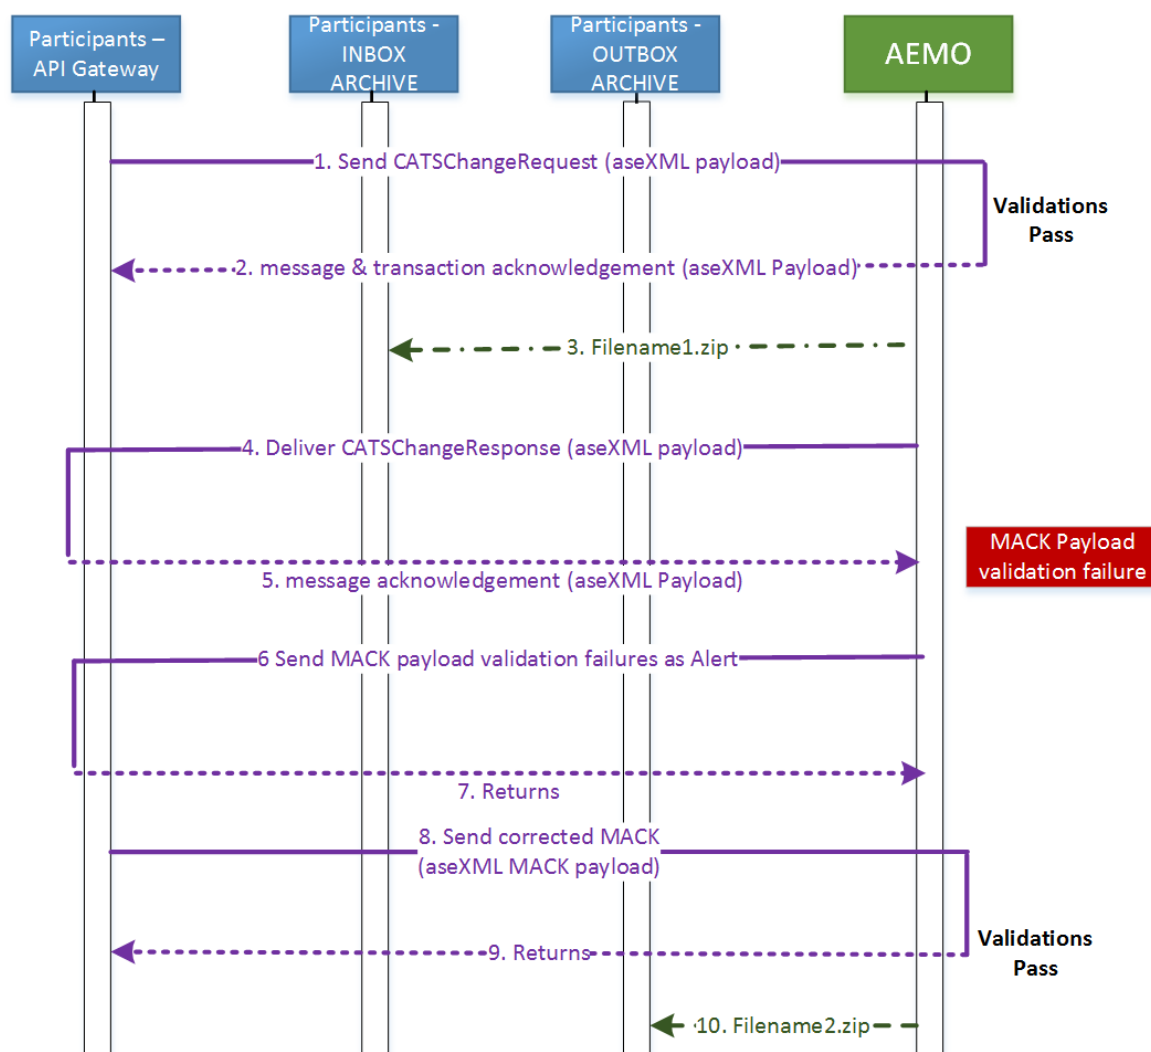 Participants –
API Gateway
Participants -
INBOX
ARCHIVE
Participants -
OUTBOX
ARCHIVE
AEMO
1. Send CATSChangeRequest (aseXML payload)
Validations
Pass
2. message & transaction acknowledgement (aseXML Payload)
3. Filename1.zip
4. Deliver CATSChangeResponse (aseXML payload)
MACK Payload
validation failure
5. message acknowledgement (aseXML Payload)
6 Send MACK payload validation failures as Alert
7. Returns
8. Send corrected MACK
(aseXML MACK payload)
9. Returns
Validations
Pass
10. Filename2.zip